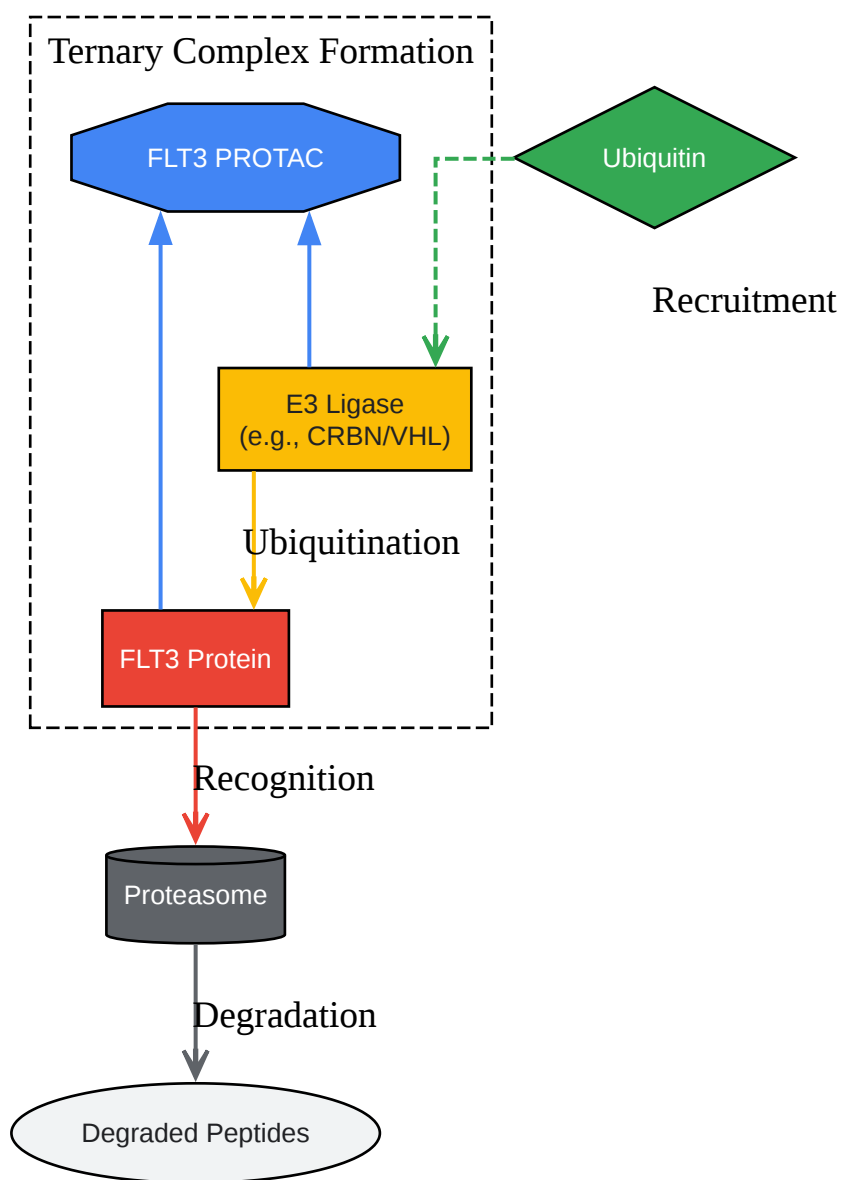 Ternary Complex Formation
FLT3 PROTAC
Ubiquitin
Recruitment
E3 Ligase
(e.g., CRBN/VHL)
Ubiquitination
FLT3 Protein
Recognition
Proteasome
Degradation
Degraded Peptides